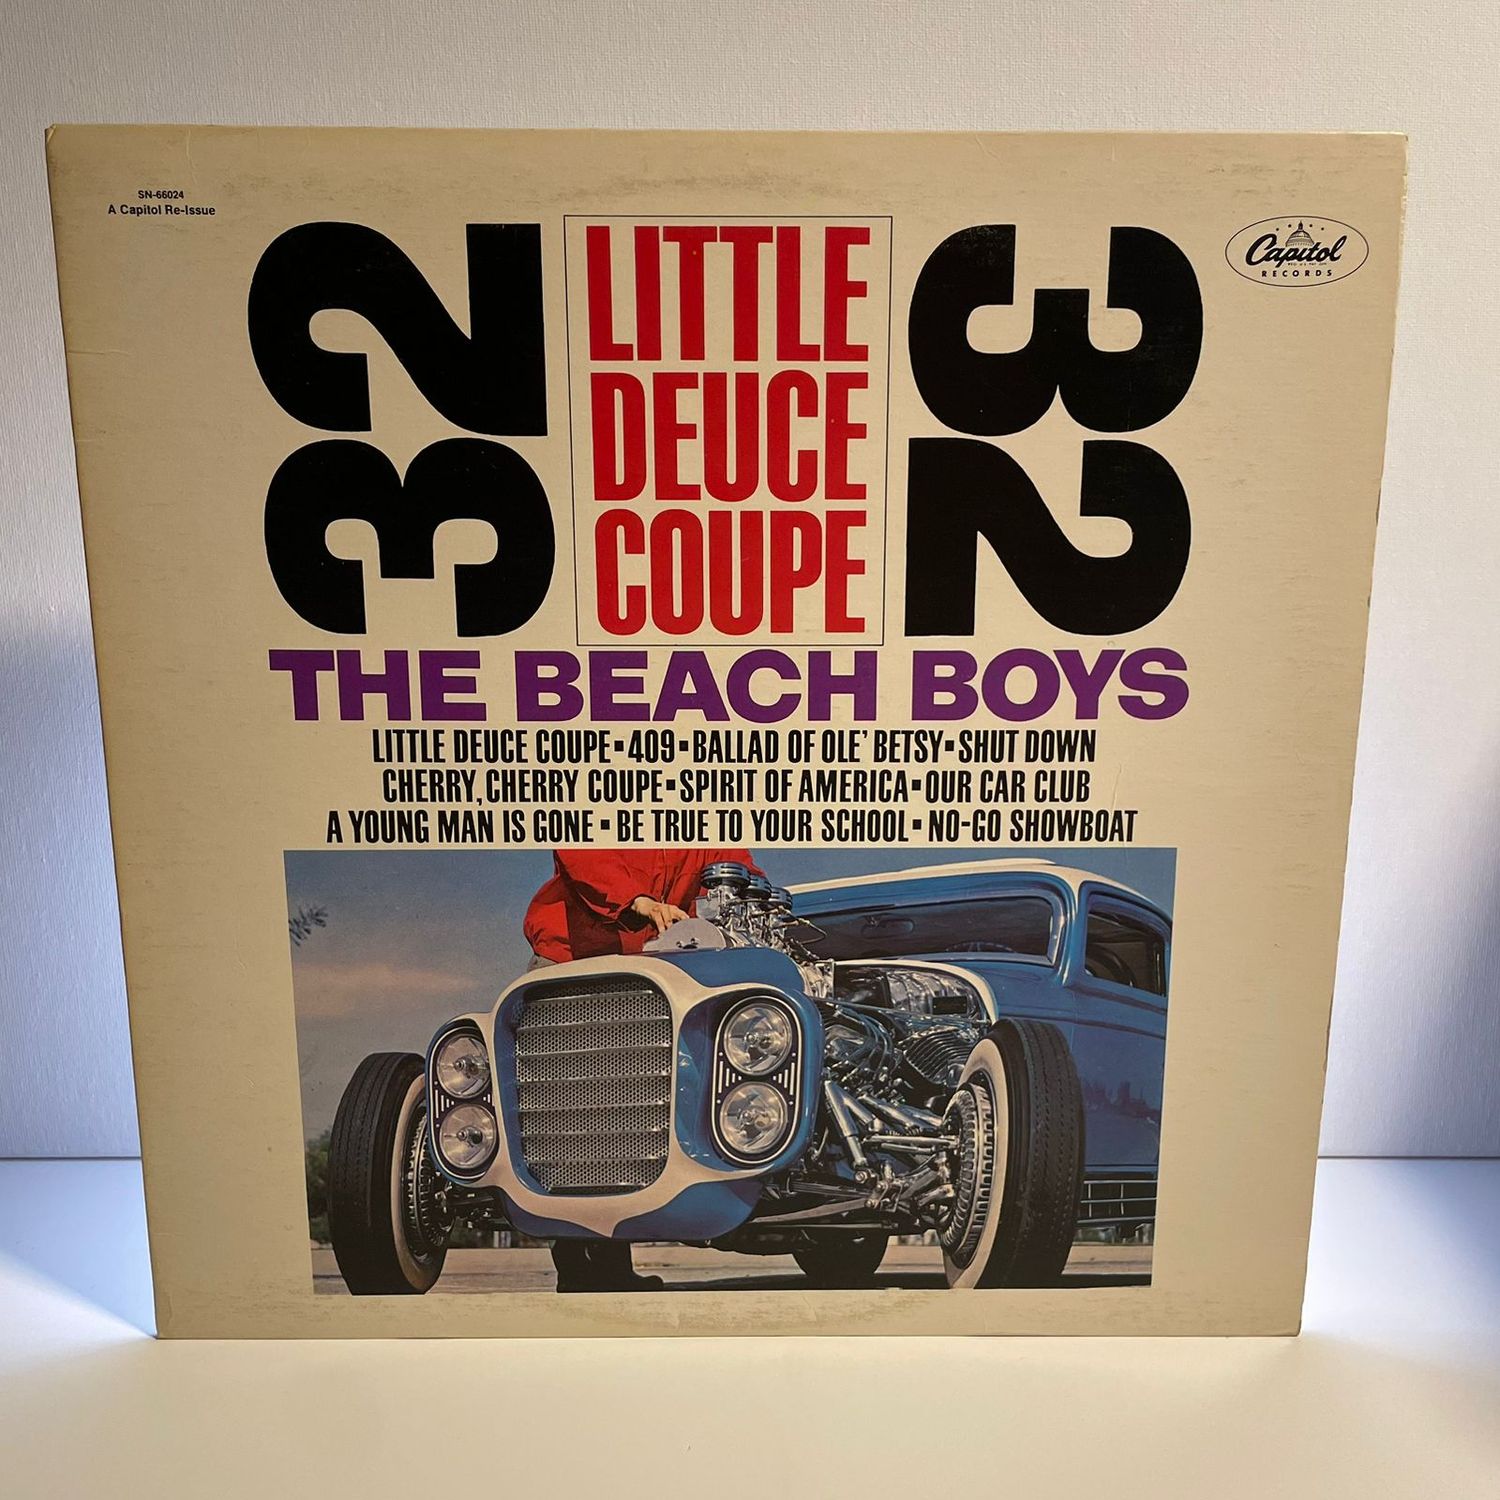 SN-66024
A Capitol Re-Issue
32
LITTLE
DEUCE
COUPE
32
Capitol
RECORDS
THE BEACH BOYS
LITTLE DEUCE COUPE▪409▪BALLAD OF OLE' BETSY▪SHUT DOWN
CHERRY, CHERRY COUPE▪SPIRIT OF AMERICA▪OUR CAR CLUB
A YOUNG MAN IS GONE▪BE TRUE TO YOUR SCHOOL▪NO-GO SHOWBOAT